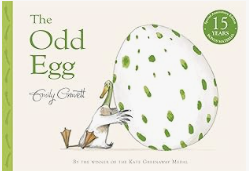 The
Odd
Egg
Emily Gravett
15
YEARS
BY THE WINNER OF THE KATE GREENAWAY MEDAL